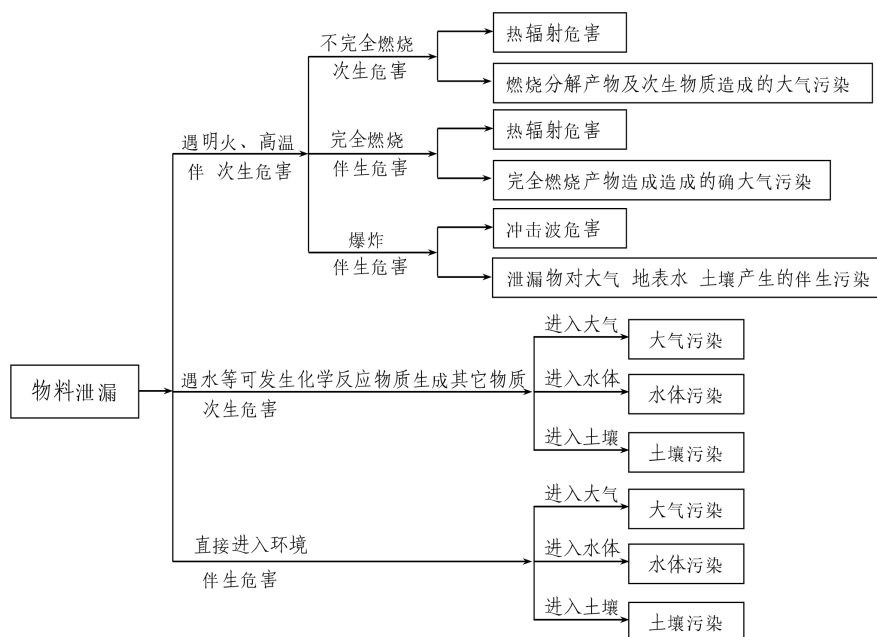 不完全燃烧
次生危害
热辐射危害
燃烧分解产物及次生物质造成的大气污染
遇明火、高温
伴 次生危害
完全燃烧
伴生危害
热辐射危害
完全燃烧产物造成造成的确大气污染
爆炸
伴生危害
冲击波危害
泄漏物对大气 地表水 土壤产生的伴生污染
物料泄漏
遇水等可发生化学反应物质生成其它物质
次生危害
进入大气
大气污染
进入水体
水体污染
进入土壤
土壤污染
直接进入环境
伴生危害
进入大气
大气污染
进入水体
水体污染
进入土壤
土壤污染